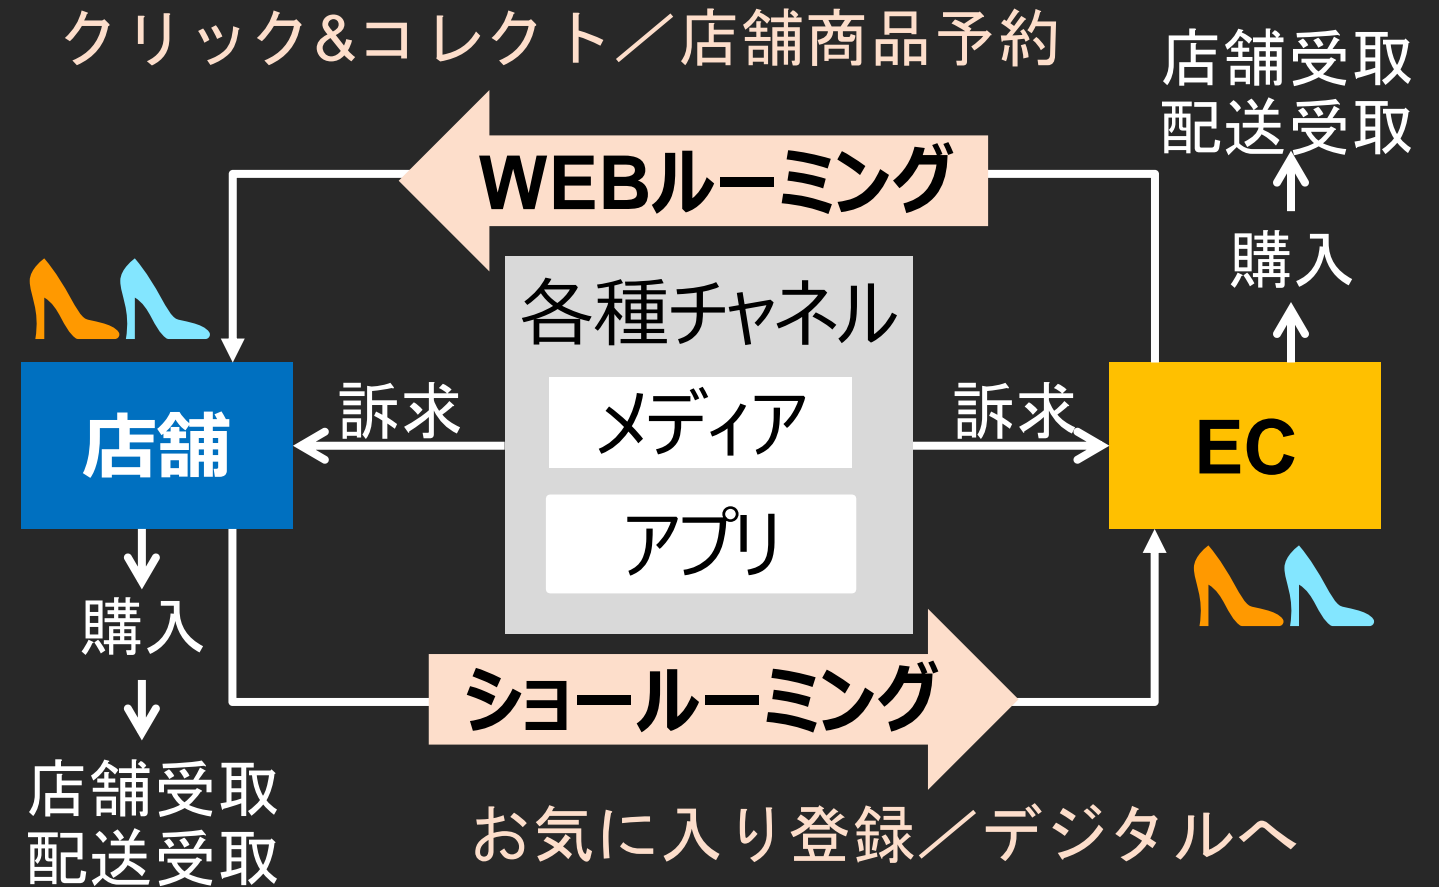 クリック&コレクト／店舗商品予約
店舗受取
配送受取
WEBルーミング
購入
各種チャネル
訴求
メディア
訴求
店舗
EC
アプリ
購入
ショールーミング
店舗受取
配送受取
お気に入り登録／デジタルへ